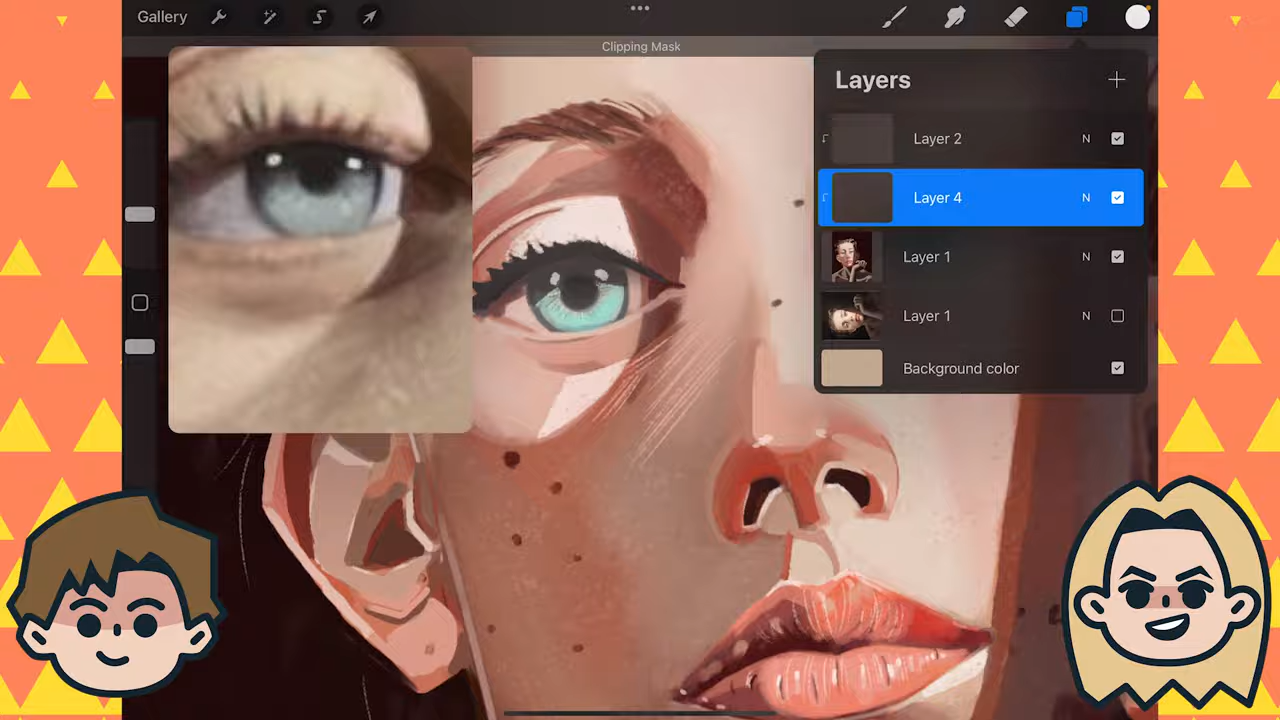 Gallery
Clipping Mask
Layers
Layer 2 N
Layer 4 N
Layer 1 N
Layer 1 N
Background color